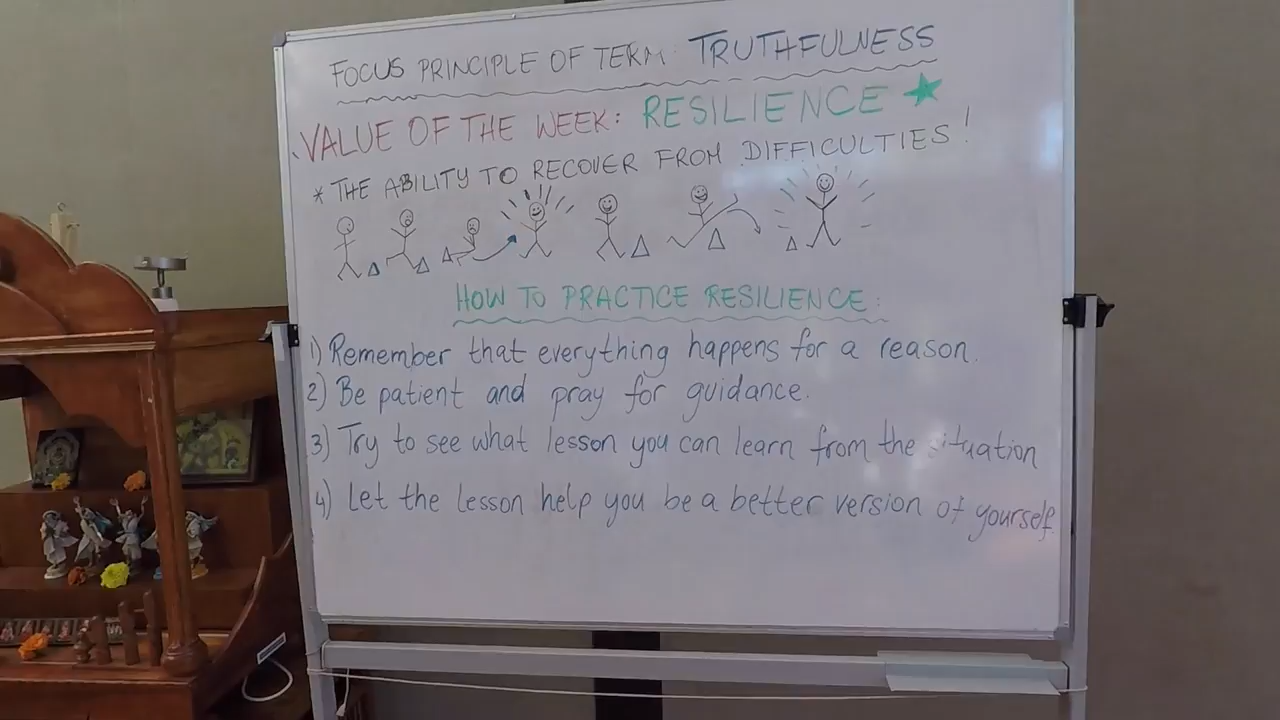 FOCUS PRINCIPLE OF TERM: TRUTHFULNESS
VALUE OF THE WEEK: RESILIENCE
* THE ABILITY TO RECOVER FROM DIFFICULTIES!
HOW TO PRACTICE RESILIENCE:
1) Remember that everything happens for a reason.
2) Be patient and pray for guidance.
3) Try to see what lesson you can learn from the situation
4) Let the lesson help you be a better version of yourself.